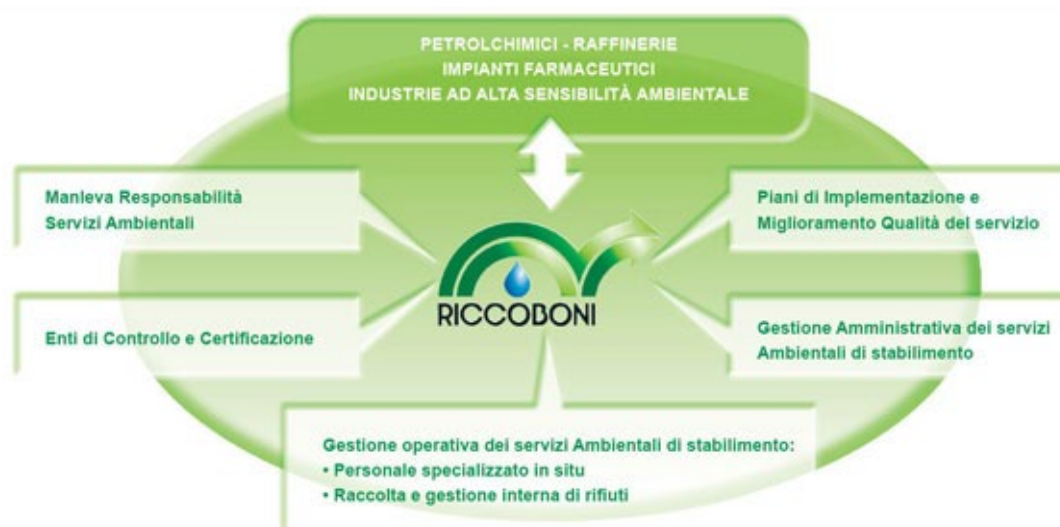 PETROLCHIMICI - RAFFINERIE
IMPIANTI FARMACEUTICI
INDUSTRIE AD ALTA SENSIBILITÀ AMBIENTALE
Manleva Responsabilità
Servizi Ambientali
Piani di Implementazione e
Miglioramento Qualità del servizio
RICCOBONI
Enti di Controllo e Certificazione
Gestione Amministrativa dei servizi
Ambientali di stabilimento
Gestione operativa dei servizi Ambientali di stabilimento:
• Personale specializzato in situ
• Raccolta e gestione interna di rifiuti